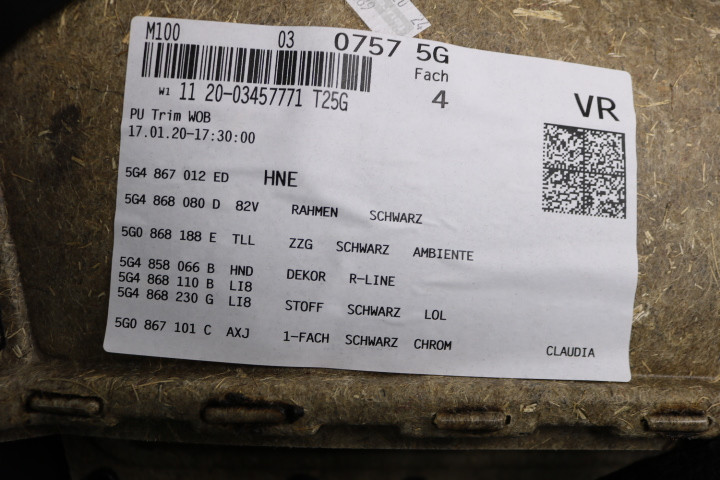 M100 03 0757 5G
Fach
W1 11 20-03457771 T25G 4 VR
PU Trim WOB
17.01.20-17:30:00
5G4 867 012 ED HNE
5G4 868 080 D 82V RAHMEN SCHWARZ
5G0 868 188 E TLL ZZG SCHWARZ AMBIENTE
5G4 858 066 B HND DEKOR R-LINE
5G4 868 110 B LI8
5G4 868 230 G LI8 STOFF SCHWARZ LOL
5G0 867 101 C AXJ 1-FACH SCHWARZ CHROM
CLAUDIA